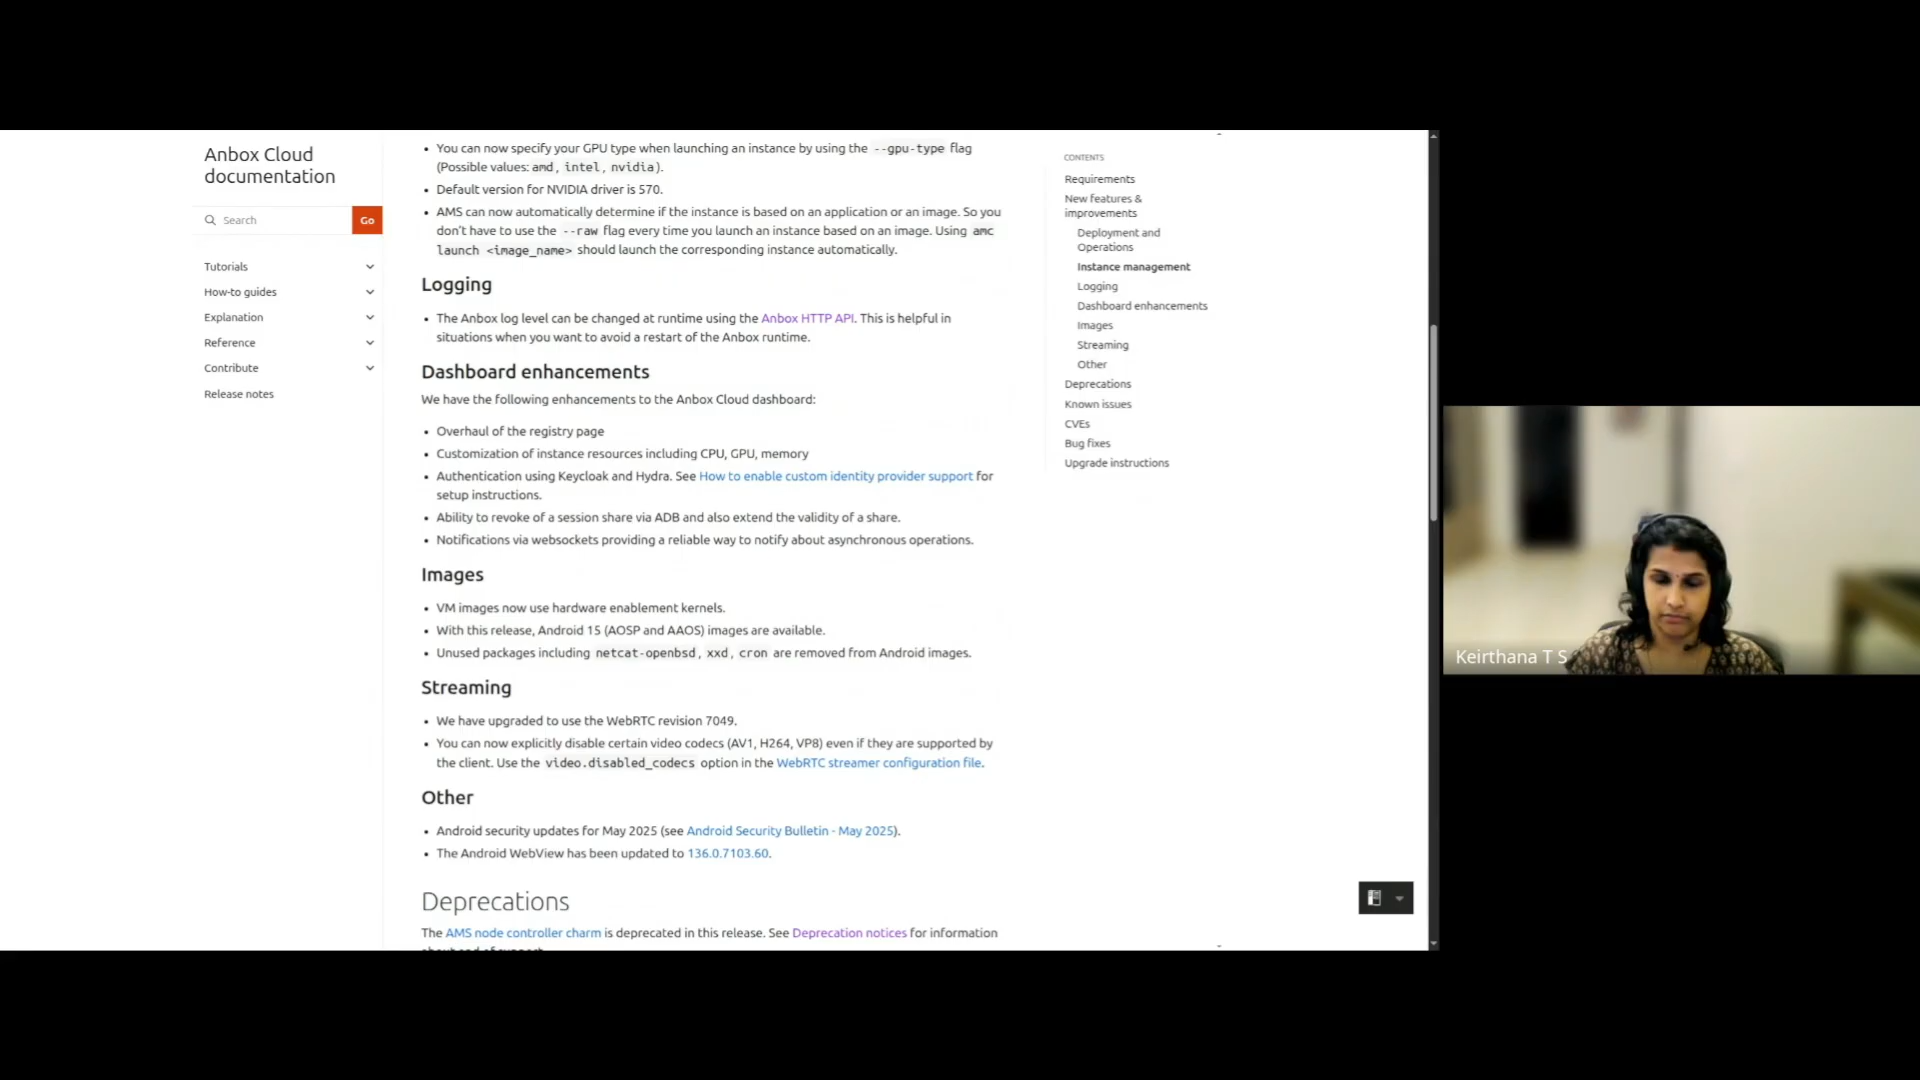 Anbox Cloud
documentation
Search
Go
Tutorials
How-to guides
Explanation
Reference
Contribute
Release notes
• You can now specify your GPU type when launching an instance by using the --gpu-type flag
(Possible values: amd, intel, nvidia).
• Default version for NVIDIA driver is 570.
• AMS can now automatically determine if the instance is based on an application or an image. So you
don't have to use the --raw flag every time you launch an instance based on an image. Using amc
launch <image_name> should launch the corresponding instance automatically.
Logging
• The Anbox log level can be changed at runtime using the Anbox HTTP API. This is helpful in
situations when you want to avoid a restart of the Anbox runtime.
Dashboard enhancements
We have the following enhancements to the Anbox Cloud dashboard:
• Overhaul of the registry page
• Customization of instance resources including CPU, GPU, memory
• Authentication using Keycloak and Hydra. See How to enable custom identity provider support for
setup instructions.
• Ability to revoke of a session share via ADB and also extend the validity of a share.
• Notifications via websockets providing a reliable way to notify about asynchronous operations.
Images
• VM images now use hardware enablement kernels.
• With this release, Android 15 (AOSP and AAOS) images are available.
• Unused packages including netcat-openbsd, xxd, cron are removed from Android images.
Streaming
• We have upgraded to use the WebRTC revision 7049.
• You can now explicitly disable certain video codecs (AV1, H264, VP8) even if they are supported by
the client. Use the video.disabled_codecs option in the WebRTC streamer configuration file.
Other
• Android security updates for May 2025 (see Android Security Bulletin - May 2025).
• The Android WebView has been updated to 136.0.7103.60.
Deprecations
The AMS node controller charm is deprecated in this release. See Deprecation notices for information
CONTENTS
Requirements
New features &
improvements
Deployment and
Operations
Instance management
Logging
Dashboard enhancements
Images
Streaming
Other
Deprecations
Known issues
CVEs
Bug fixes
Upgrade instructions
Keirthana T S